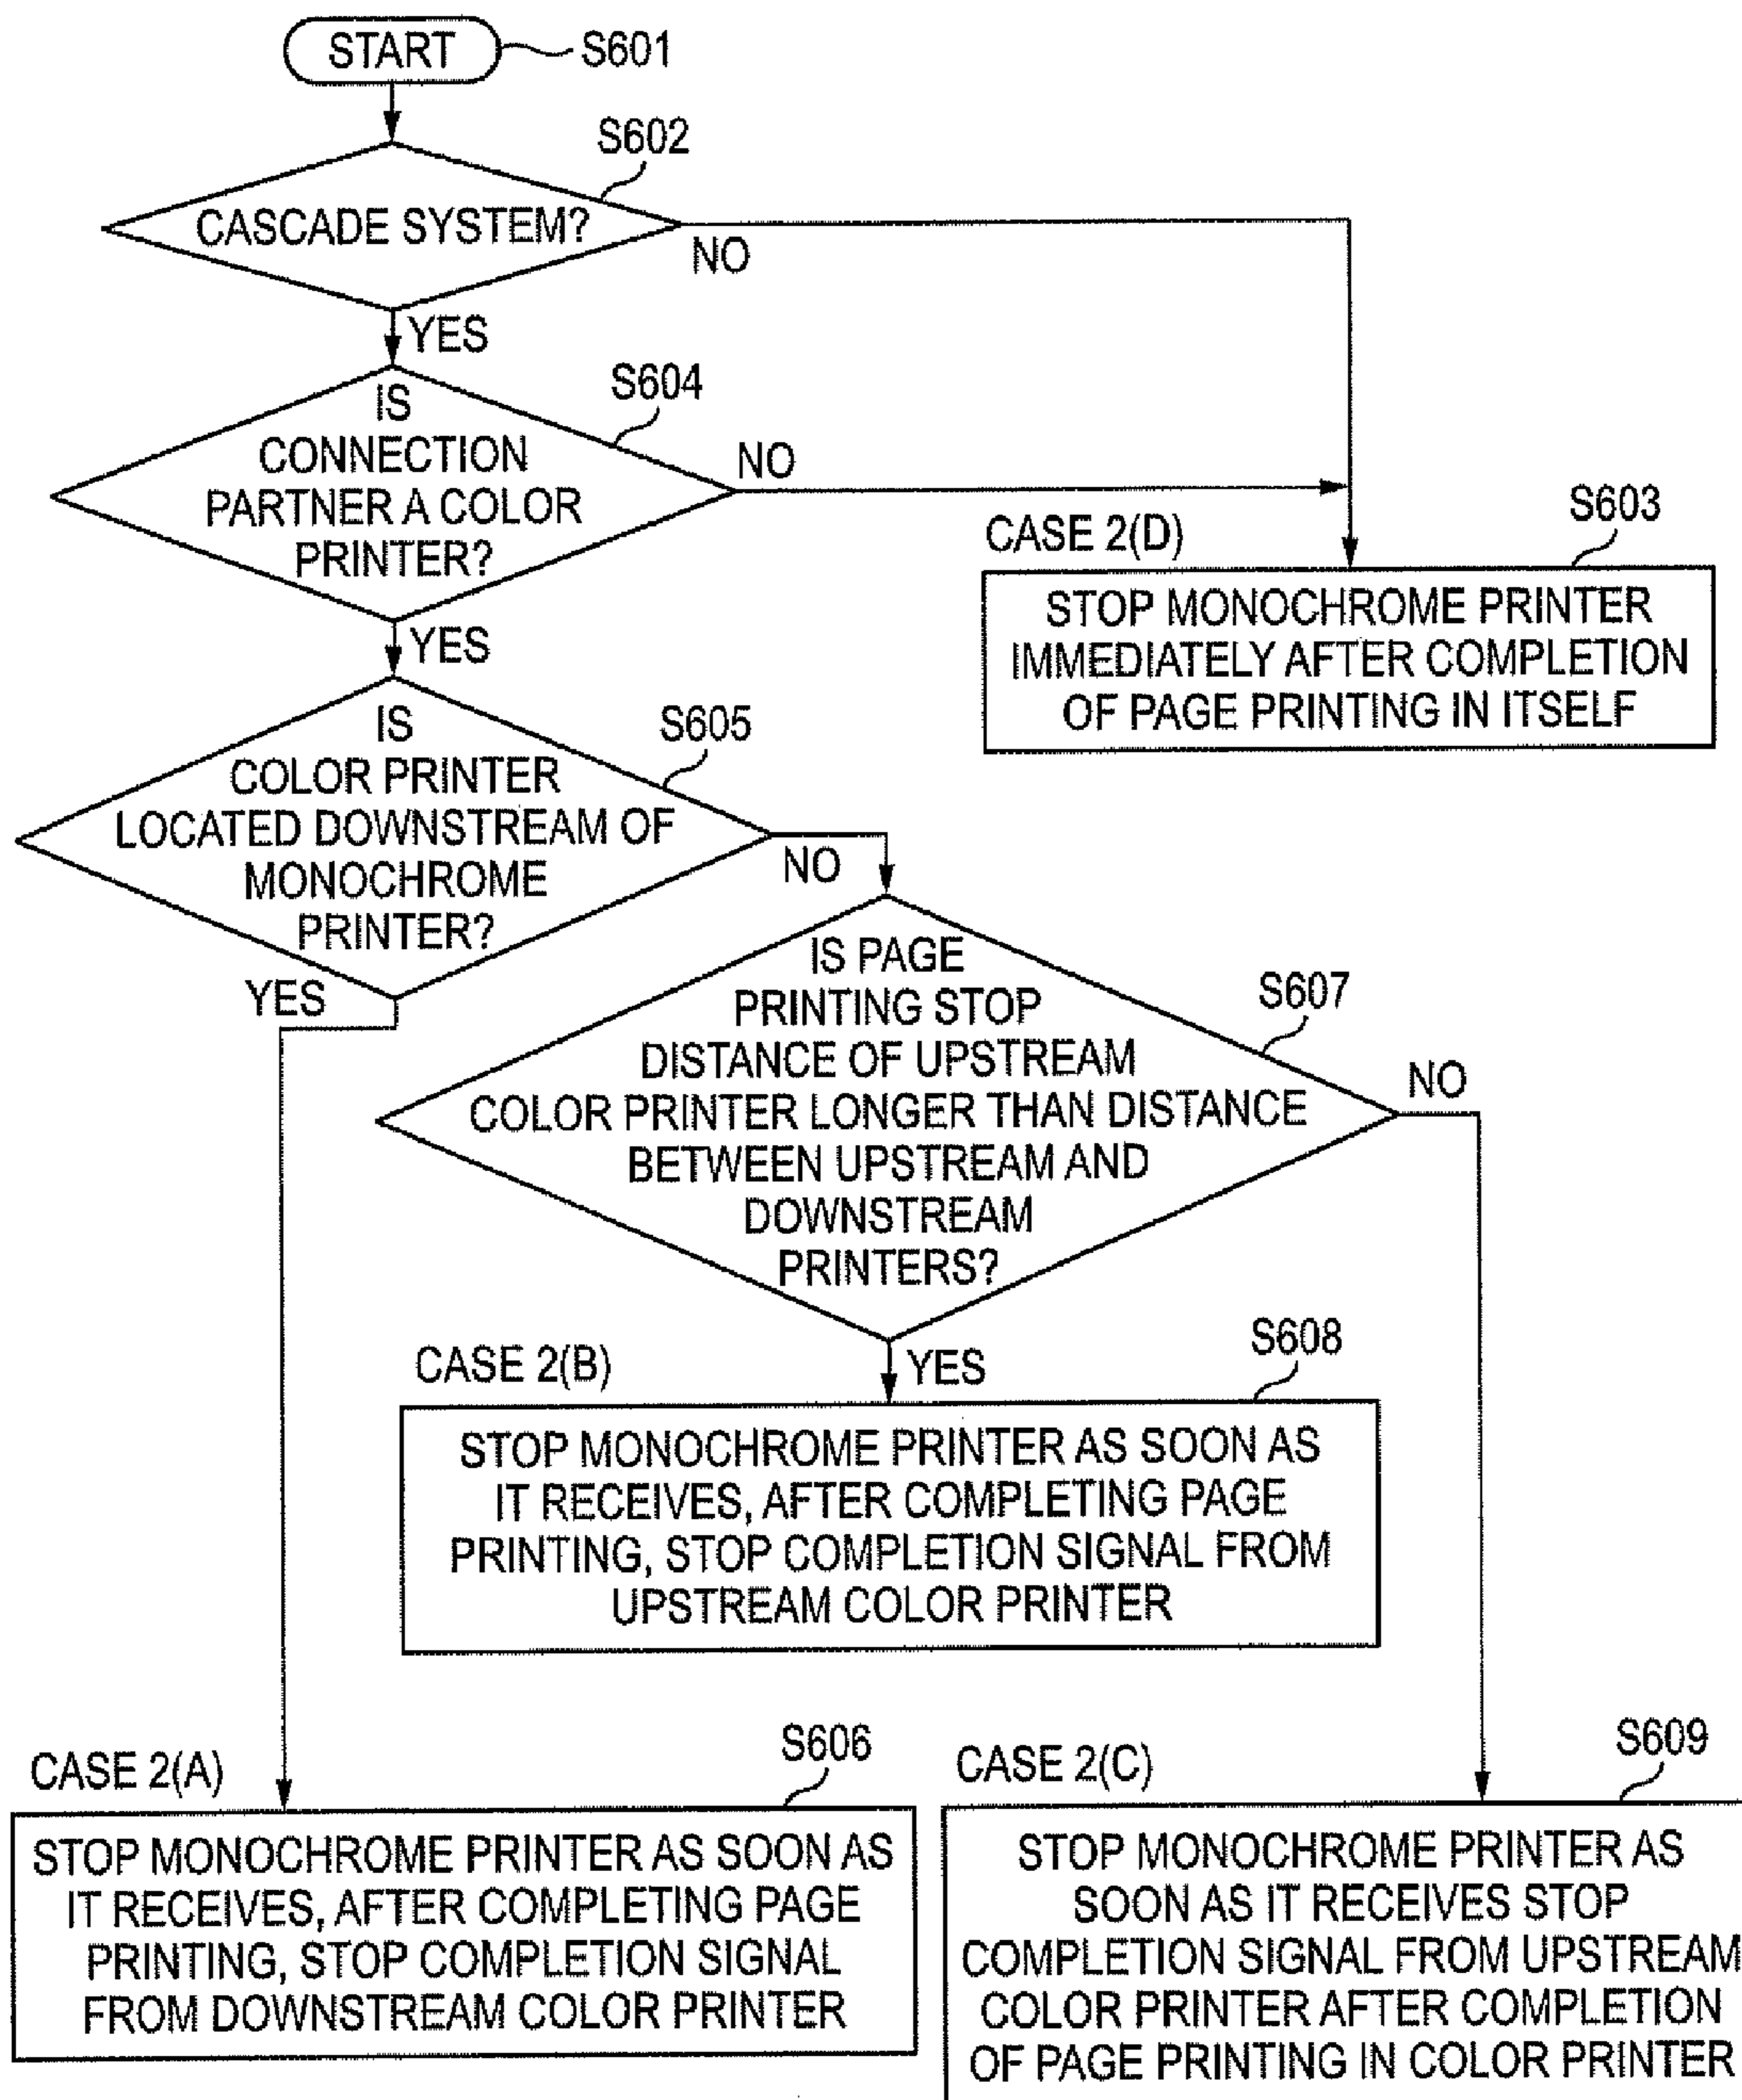 START
S601
S602
CASCADE SYSTEM?
NO
YES
S604
IS
CONNECTION
PARTNER A COLOR
PRINTER?
NO
YES
S603
CASE 2(D)
STOP MONOCHROME PRINTER
IMMEDIATELY AFTER COMPLETION
OF PAGE PRINTING IN ITSELF
S605
IS
COLOR PRINTER
LOCATED DOWNSTREAM OF
MONOCHROME
PRINTER?
NO
YES
S607
IS PAGE
PRINTING STOP
DISTANCE OF UPSTREAM
COLOR PRINTER LONGER THAN DISTANCE
BETWEEN UPSTREAM AND
DOWNSTREAM
PRINTERS?
NO
YES
S608
CASE 2(B)
STOP MONOCHROME PRINTER AS SOON AS
IT RECEIVES, AFTER COMPLETING PAGE
PRINTING, STOP COMPLETION SIGNAL FROM
UPSTREAM COLOR PRINTER
S606
CASE 2(A)
STOP MONOCHROME PRINTER AS SOON AS
IT RECEIVES, AFTER COMPLETING PAGE
PRINTING, STOP COMPLETION SIGNAL
FROM DOWNSTREAM COLOR PRINTER
S609
CASE 2(C)
STOP MONOCHROME PRINTER AS
SOON AS IT RECEIVES STOP
COMPLETION SIGNAL FROM UPSTREAM
COLOR PRINTER AFTER COMPLETION
OF PAGE PRINTING IN COLOR PRINTER